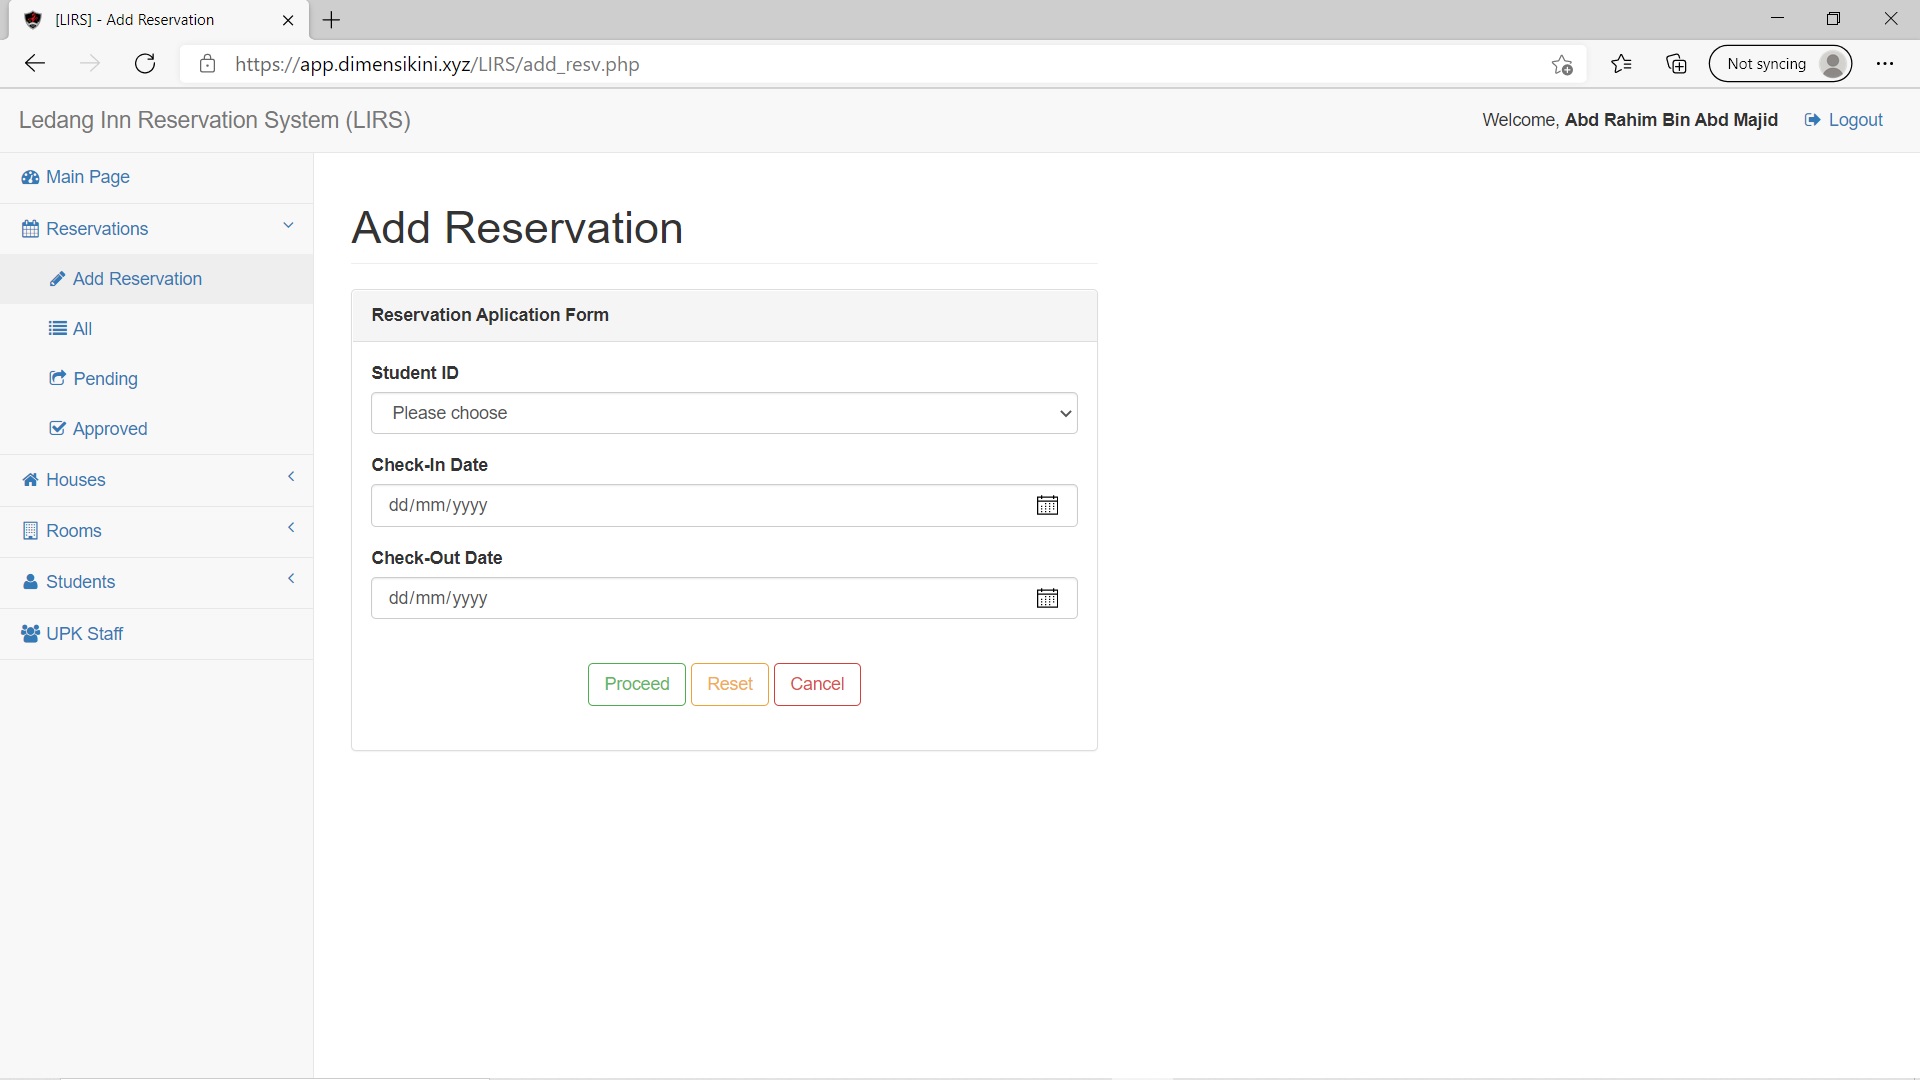 [LIRS] - Add Reservation
https://app.dimensikini.xyz/LIRS/add_resv.php
Not syncing
Ledang Inn Reservation System (LIRS)
Welcome, Abd Rahim Bin Abd Majid
Logout
Main Page
Reservations
Add Reservation
All
Pending
Approved
Houses
Rooms
Students
UPK Staff
Add Reservation
Reservation Aplication Form
Student ID
Please choose
Check-In Date
dd/mm/yyyy
Check-Out Date
dd/mm/yyyy
Proceed Reset Cancel